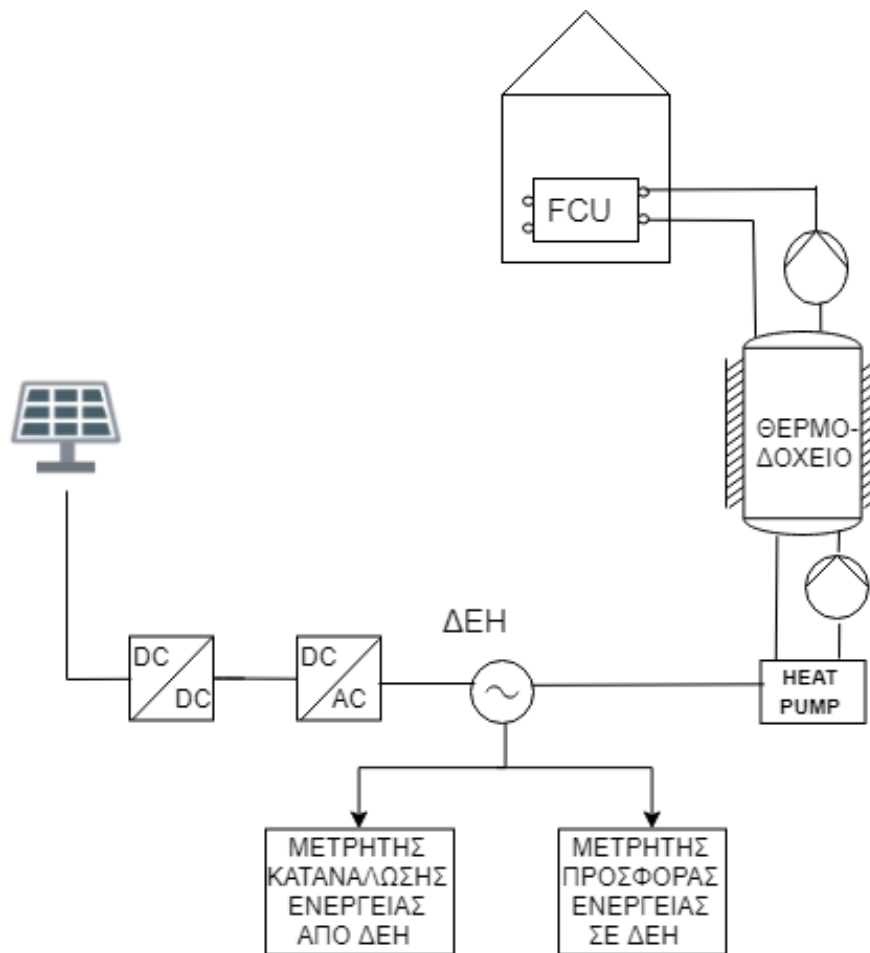 FCU
ΘΕΡΜΟ-
ΔΟΧΕΙΟ
ΔΕΗ
DC
DC
DC
AC
HEAT
PUMP
ΜΕΤΡΗΤΗΣ
ΚΑΤΑΝΑΛΩΣΗΣ
ΕΝΕΡΓΕΙΑΣ
ΑΠΟ ΔΕΗ
ΜΕΤΡΗΤΗΣ
ΠΡΟΣΦΟΡΑΣ
ΕΝΕΡΓΕΙΑΣ
ΣΕ ΔΕΗ